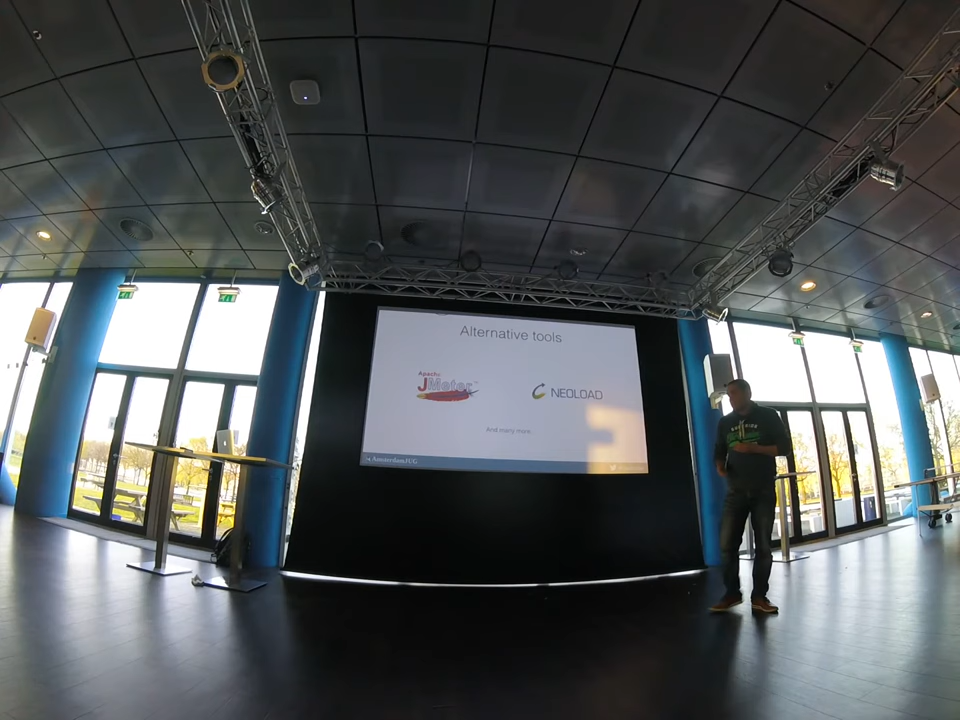 Alternative tools
Apache
JMeter
NEOLOAD
And many more
AmsterdamJUG